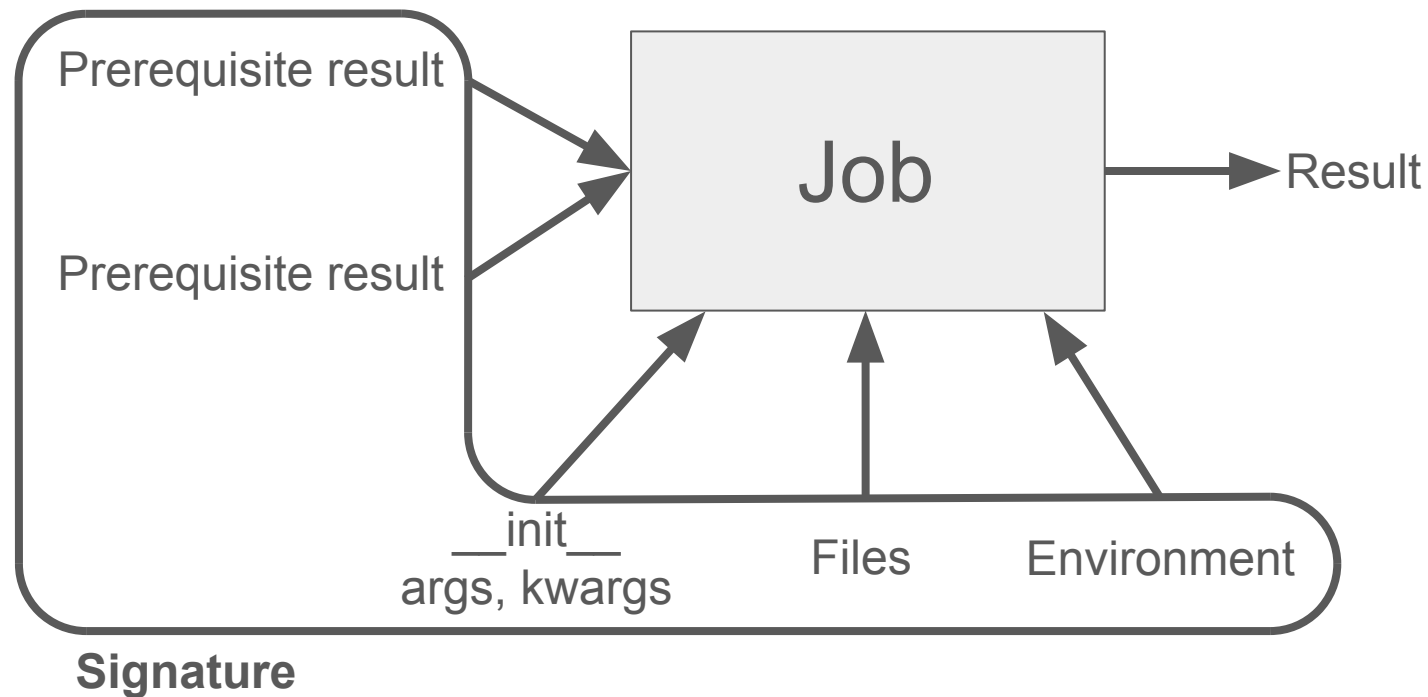 Prerequisite result
Job
Result
Prerequisite result
__init__
args, kwargs
Files
Environment
Signature